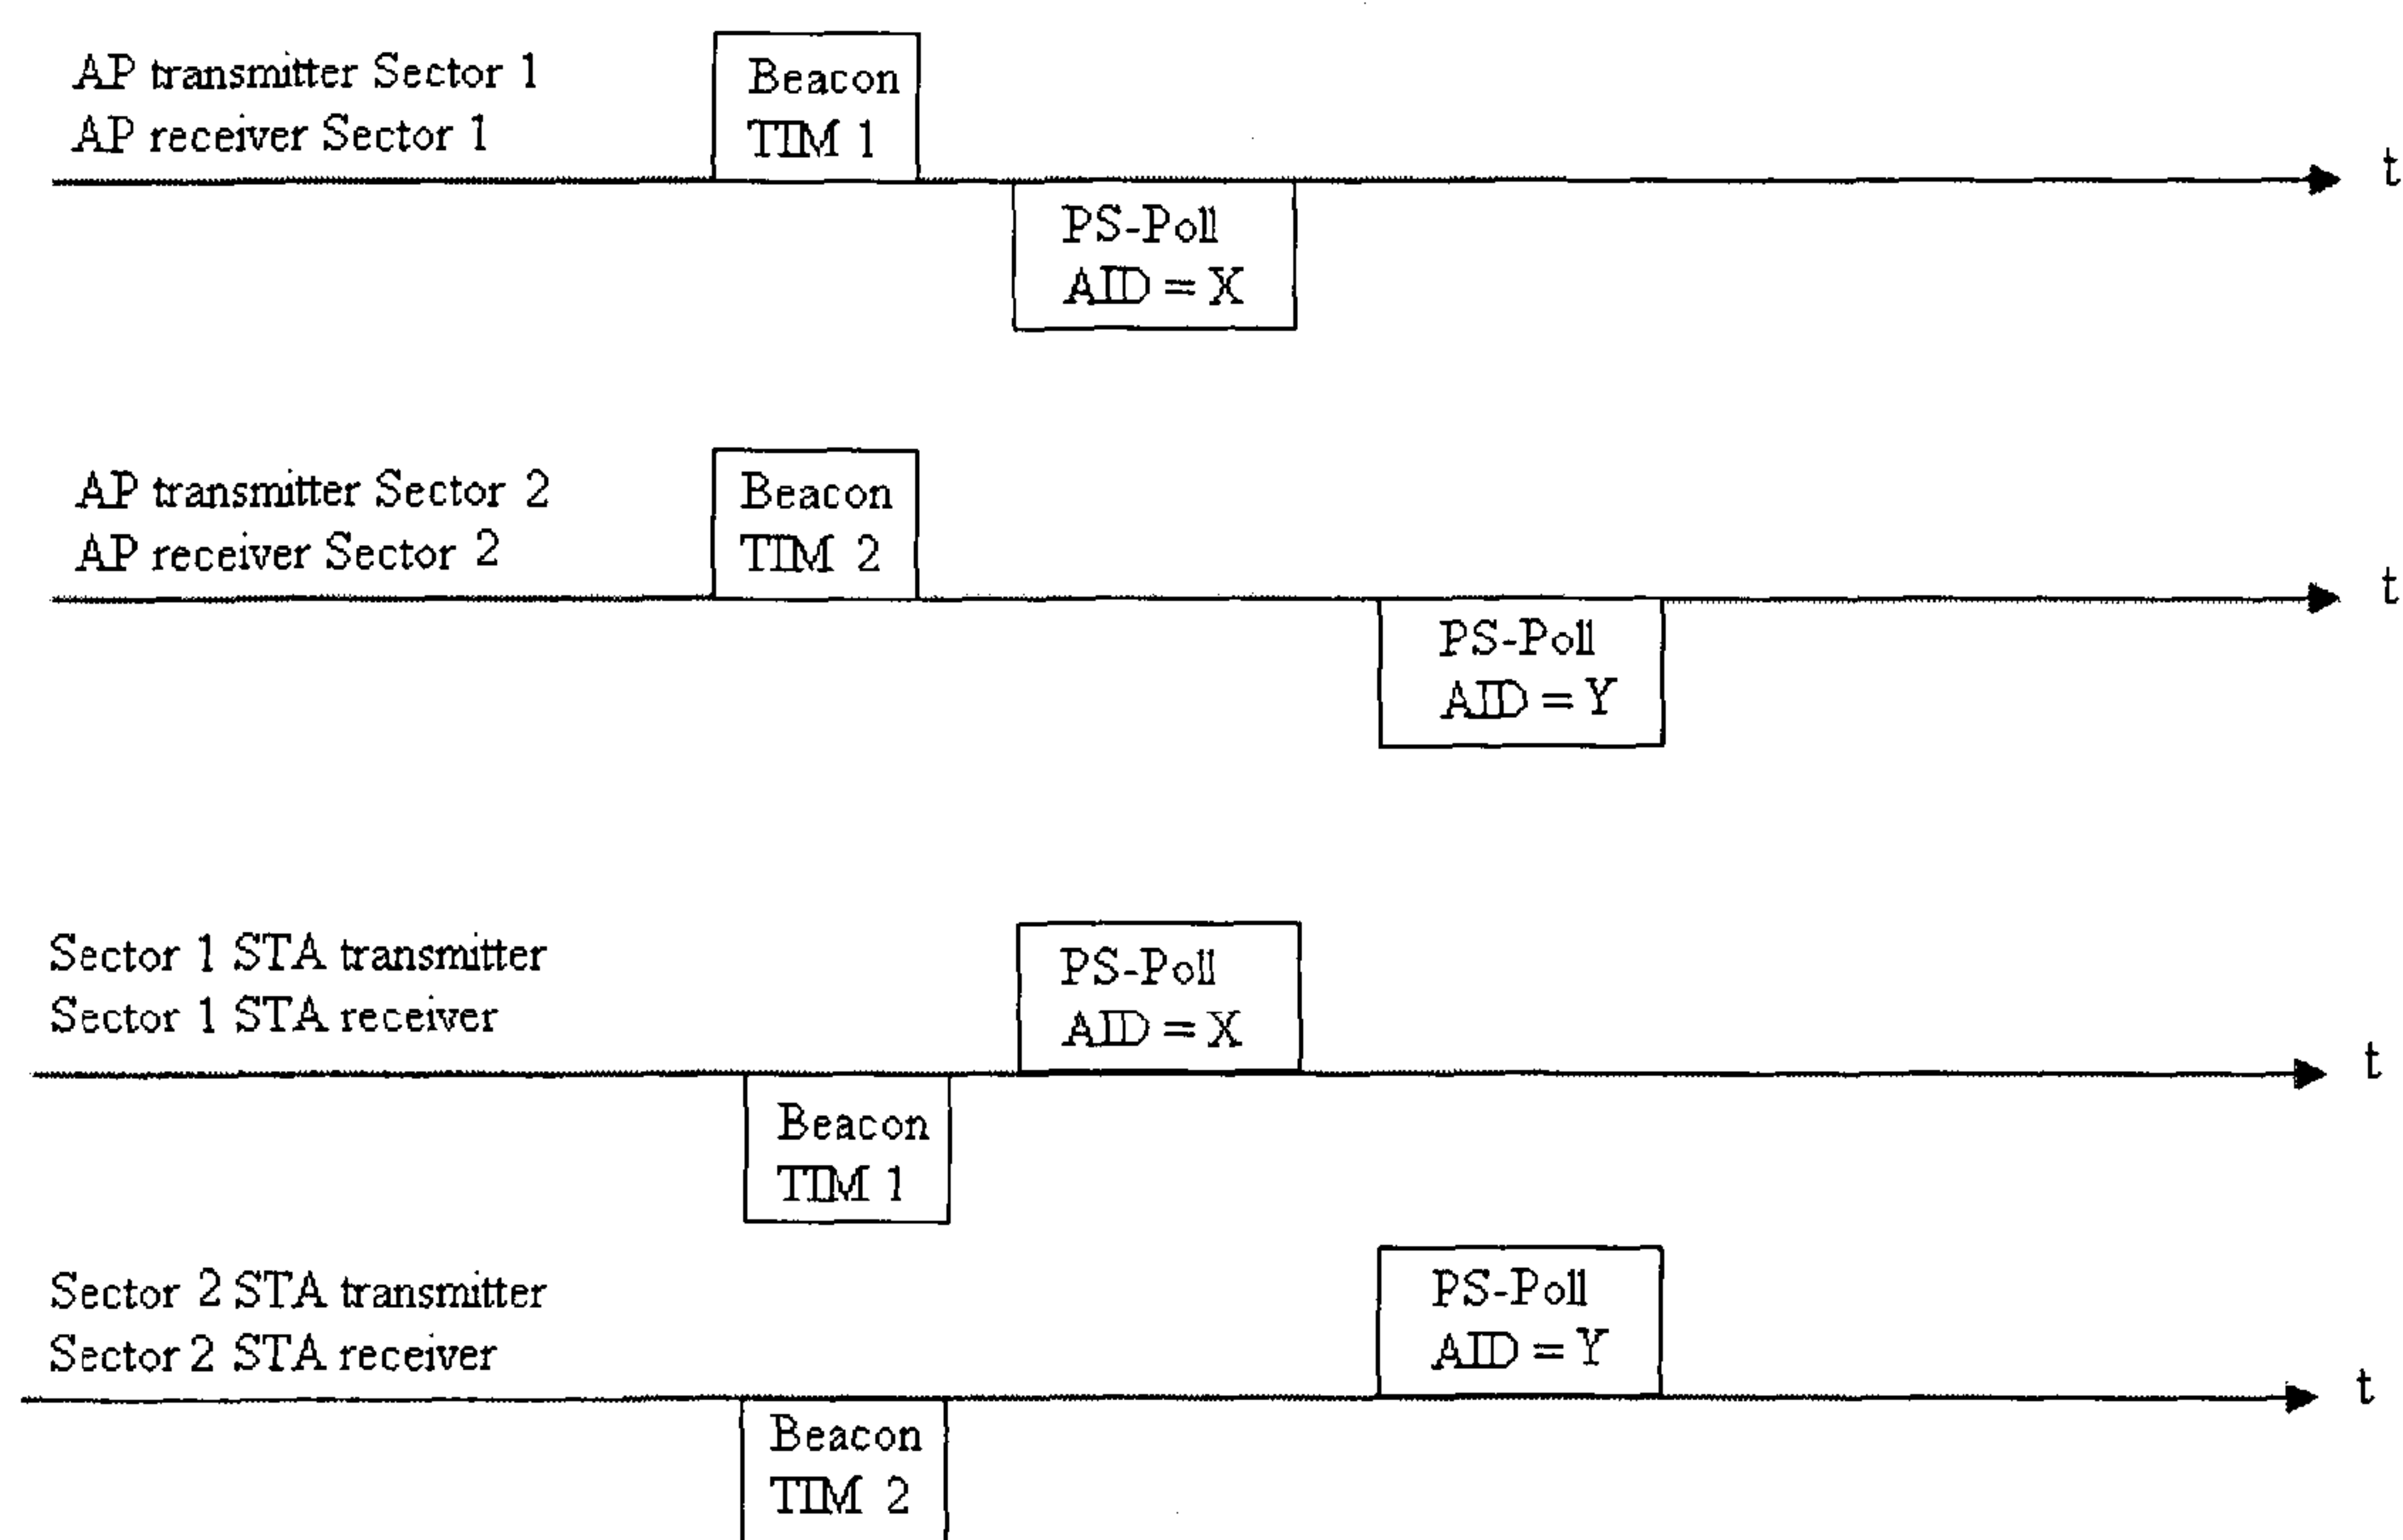 AP transmitter Sector 1
AP receiver Sector 1
Beacon
TIM 1
t
PS-Poll
AID = X
AP transmitter Sector 2
AP receiver Sector 2
Beacon
TIM 2
t
PS-Poll
AID = Y
Sector 1 STA transmitter
Sector 1 STA receiver
PS-Poll
AID = X
t
Beacon
TIM 1
Sector 2 STA transmitter
Sector 2 STA receiver
PS-Poll
AID = Y
t
Beacon
TIM 2